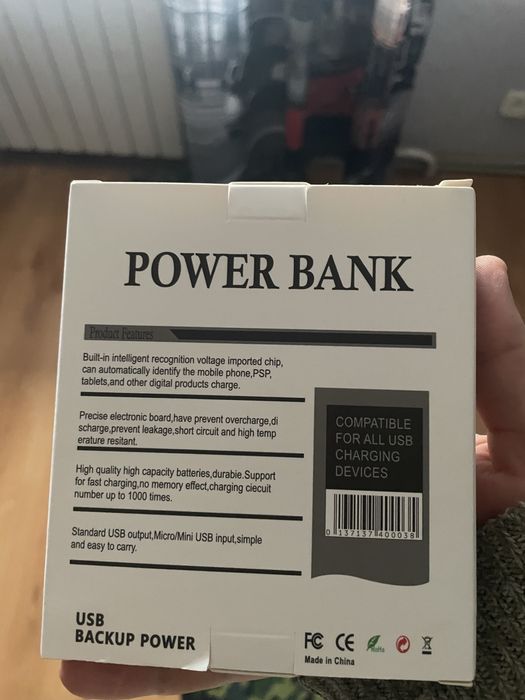 POWER BANK
Product Features
Built-in intelligent recognition voltage imported chip,
can automatically identify the mobile phone,PSP,
tablets,and other digital products charge.
Precise electronic board,have prevent overcharge,di
scharge,prevent leakage,short circuit and high temp
erature resitant.
High quality high capacity batteries,durabie.Support
for fast charging,no memory effect,charging ciecuit
number up to 1000 times.
Standard USB output,Micro/Mini USB input,simple
and easy to carry.
COMPATIBLE
FOR ALL USB
CHARGING
DEVICES
0 137137 400038
USB
BACKUP POWER
FC CE RoHs
Made in China